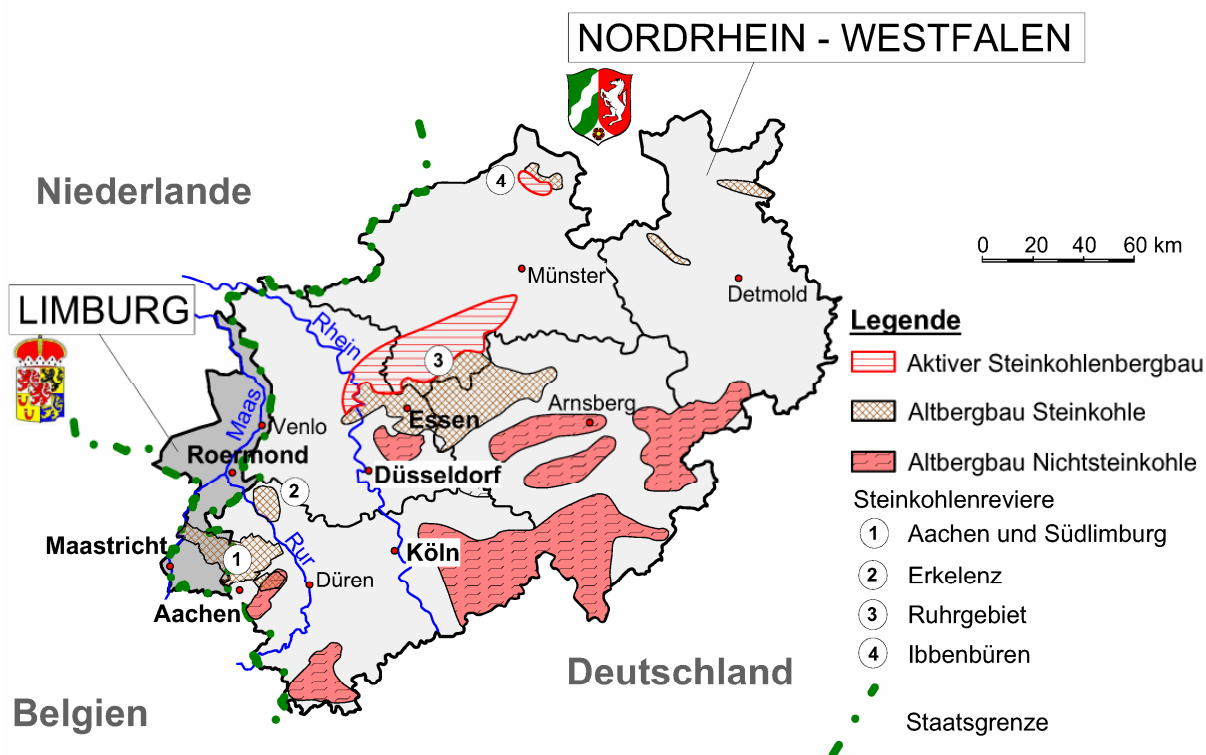 NORDRHEIN - WESTFALEN
Niederlande
4
0 20 40 60 km
Münster
Detmold
LIMBURG
Rhein
Legende
3
Aktiver Steinkohlenbergbau
Maas
Essen
Arnsberg
Altbergbau Steinkohle
Venlo
Roermond
Düsseldorf
Altbergbau Nichtsteinkohle
2
Steinkohlenreviere
Maastricht
1
Rur
Köln
1 Aachen und Südlimburg
Düren
2 Erkelenz
Aachen
3 Ruhrgebiet
4 Ibbenbüren
Deutschland
Belgien
Staatsgrenze